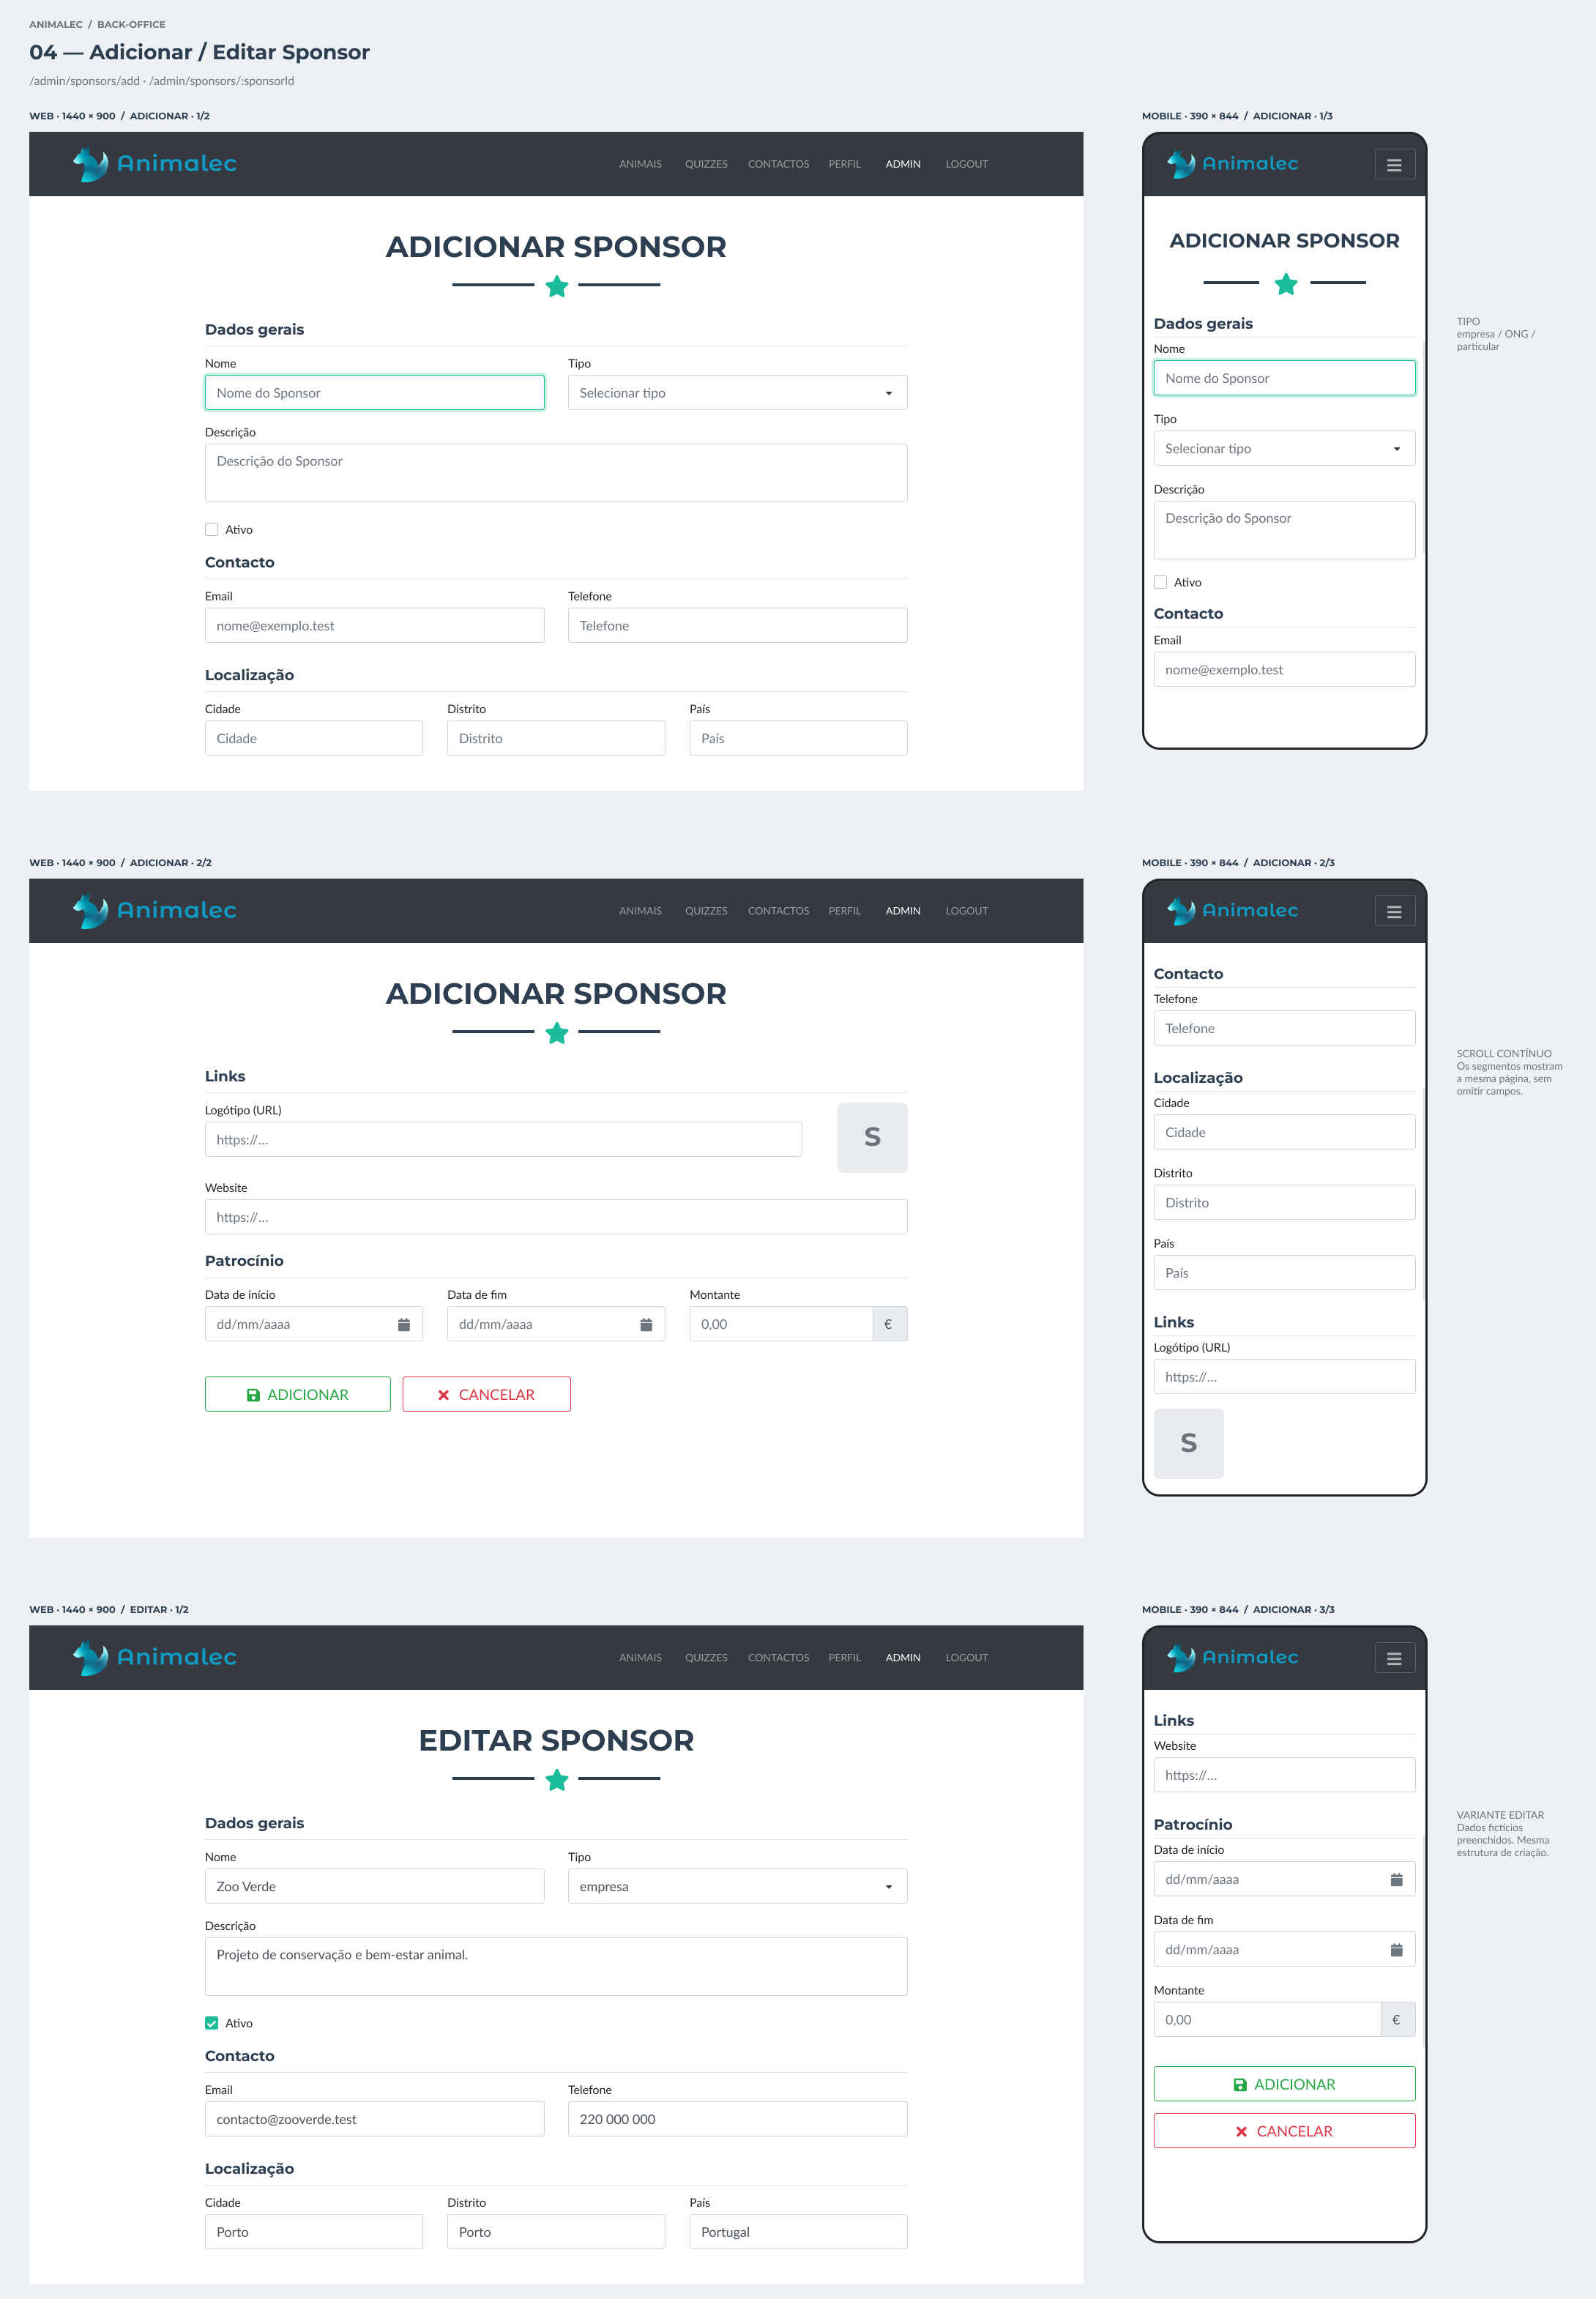 ANIMALEC / BACK-OFFICE
04 — Adicionar / Editar Sponsor
/admin/sponsors/add · /admin/sponsors/:sponsorId
WEB · 1440 × 900 / ADICIONAR · 1/2
Animalec
ANIMAIS QUIZZES CONTACTOS PERFIL ADMIN LOGOUT
ADICIONAR SPONSOR
Dados gerais
Nome Tipo
Nome do Sponsor Selecionar tipo
Descrição
Descrição do Sponsor
Ativo
Contacto
Email Telefone
nome@exemplo.test Telefone
Localização
Cidade Distrito País
Cidade Distrito País
MOBILE · 390 × 844 / ADICIONAR · 1/3
Animalec
ADICIONAR SPONSOR
Dados gerais
Nome
Nome do Sponsor
Tipo
Selecionar tipo
Descrição
Descrição do Sponsor
Ativo
Contacto
Email
nome@exemplo.test
TIPO
empresa / ONG /
particular
WEB · 1440 × 900 / ADICIONAR · 2/2
Animalec
ANIMAIS QUIZZES CONTACTOS PERFIL ADMIN LOGOUT
ADICIONAR SPONSOR
Links
Logótipo (URL)
https://...
S
Website
https://...
Patrocínio
Data de início Data de fim Montante
dd/mm/aaaa dd/mm/aaaa 0,00 €
ADICIONAR CANCELAR
MOBILE · 390 × 844 / ADICIONAR · 2/3
Animalec
Contacto
Telefone
Telefone
Localização
Cidade
Cidade
Distrito
Distrito
País
País
Links
Logótipo (URL)
https://...
S
SCROLL CONTÍNUO
Os segmentos mostram
a mesma página, sem
omitir campos.
WEB · 1440 × 900 / EDITAR · 1/2
Animalec
ANIMAIS QUIZZES CONTACTOS PERFIL ADMIN LOGOUT
EDITAR SPONSOR
Dados gerais
Nome Tipo
Zoo Verde empresa
Descrição
Projeto de conservação e bem-estar animal.
Ativo
Contacto
Email Telefone
contacto@zooverde.test 220 000 000
Localização
Cidade Distrito País
Porto Porto Portugal
MOBILE · 390 × 844 / ADICIONAR · 3/3
Animalec
Links
Website
https://...
Patrocínio
Data de início
dd/mm/aaaa
Data de fim
dd/mm/aaaa
Montante
0,00 €
ADICIONAR
CANCELAR
VARIANTE EDITAR
Dados fictícios
preenchidos. Mesma
estrutura de criação.